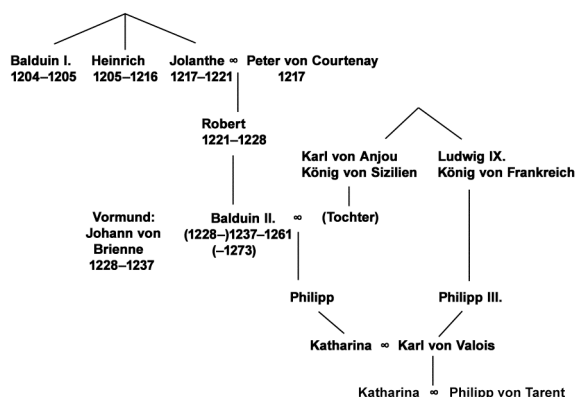 Balduin I. Heinrich Jolanthe ∞ Peter von Courtenay
1204–1205 1205–1216 1217–1221 1217
Robert
1221–1228
Karl von Anjou Ludwig IX.
König von Sizilien König von Frankreich
Vormund: Balduin II. ∞ (Tochter)
Johann von (1228–)1237–1261
Brienne (–1273)
1228–1237
Philipp Philipp III.
Katharina ∞ Karl von Valois
Katharina ∞ Philipp von Tarent